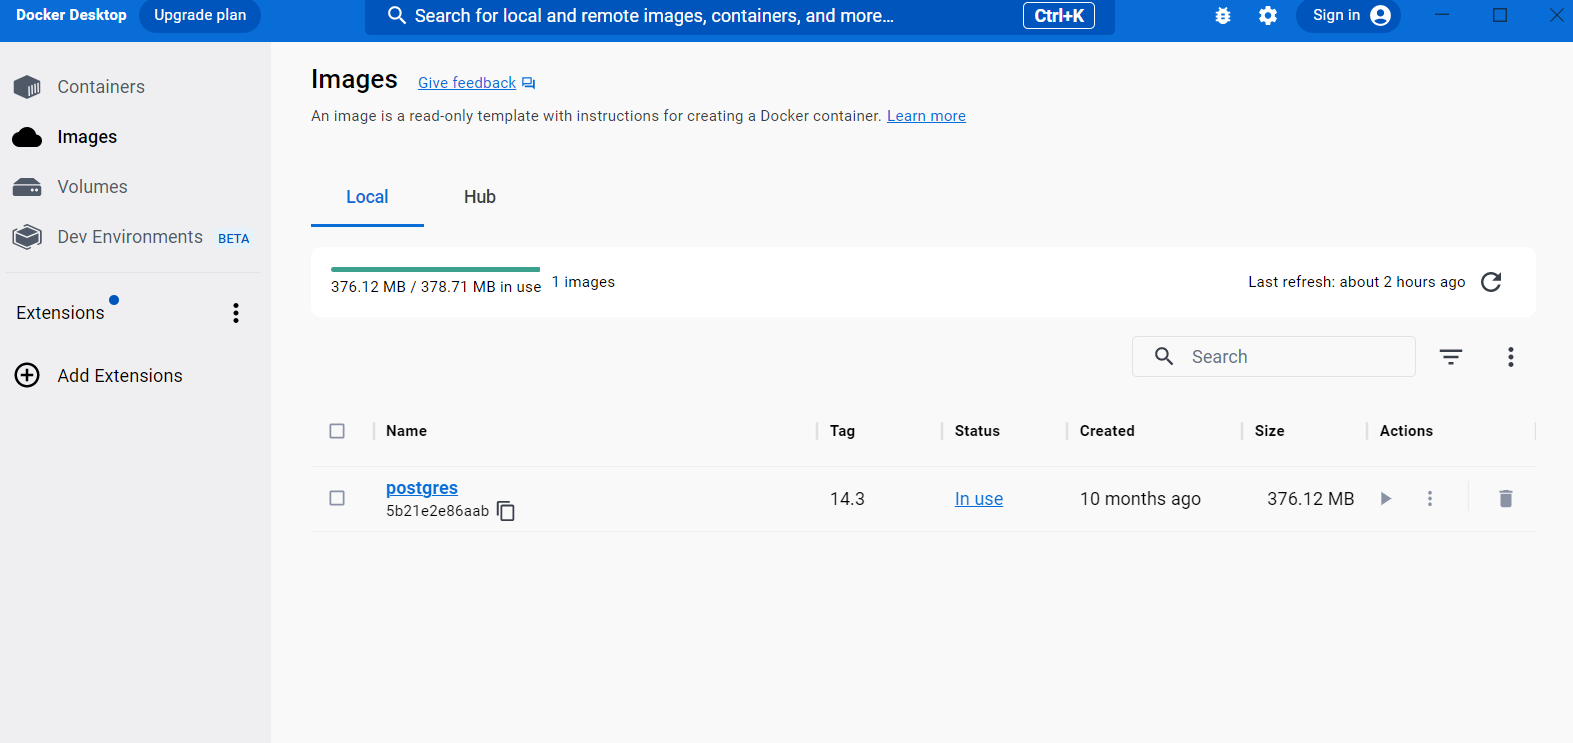 Docker Desktop Upgrade plan Search for local and remote images, containers, and more... Ctrl+K Sign in
Containers
Images
Volumes
Dev Environments BETA
Extensions
Add Extensions
Images Give feedback
An image is a read-only template with instructions for creating a Docker container. Learn more
Local Hub
376.12 MB / 378.71 MB in use 1 images Last refresh: about 2 hours ago
Search
Name Tag Status Created Size Actions
postgres 14.3 In use 10 months ago 376.12 MB
5b21e2e86aab